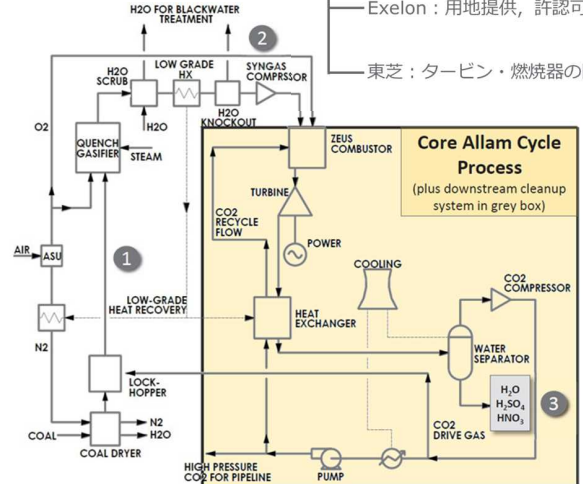 Exelon：用地提供，許認可
東芝：タービン・燃焼器の
H2O FOR BLACKWATER
TREATMENT
2
H2O
SCRUB
LOW GRADE
HX
SYNGAS
COMPRSSOR
O2
H2O
H2O
KNOCKOUT
QUENCH
GASIFIER
STEAM
ZEUS
COMBUSTOR
Core Allam Cycle
Process
(plus downstream cleanup
system in grey box)
TURBINE
CO2
RECYCLE
FLOW
POWER
AIR
ASU
1
COOLING
CO2
COMPRESSOR
LOW-GRADE
HEAT RECOVERY
HEAT
EXCHANGER
N2
WATER
SEPARATOR
LOCK-
HOPPER
H2O
H2SO4
HNO3
3
CO2
DRIVE GAS
COAL
N2
H2O
COAL DRYER
HIGH PRESSURE
CO2 FOR PIPELINE
PUMP